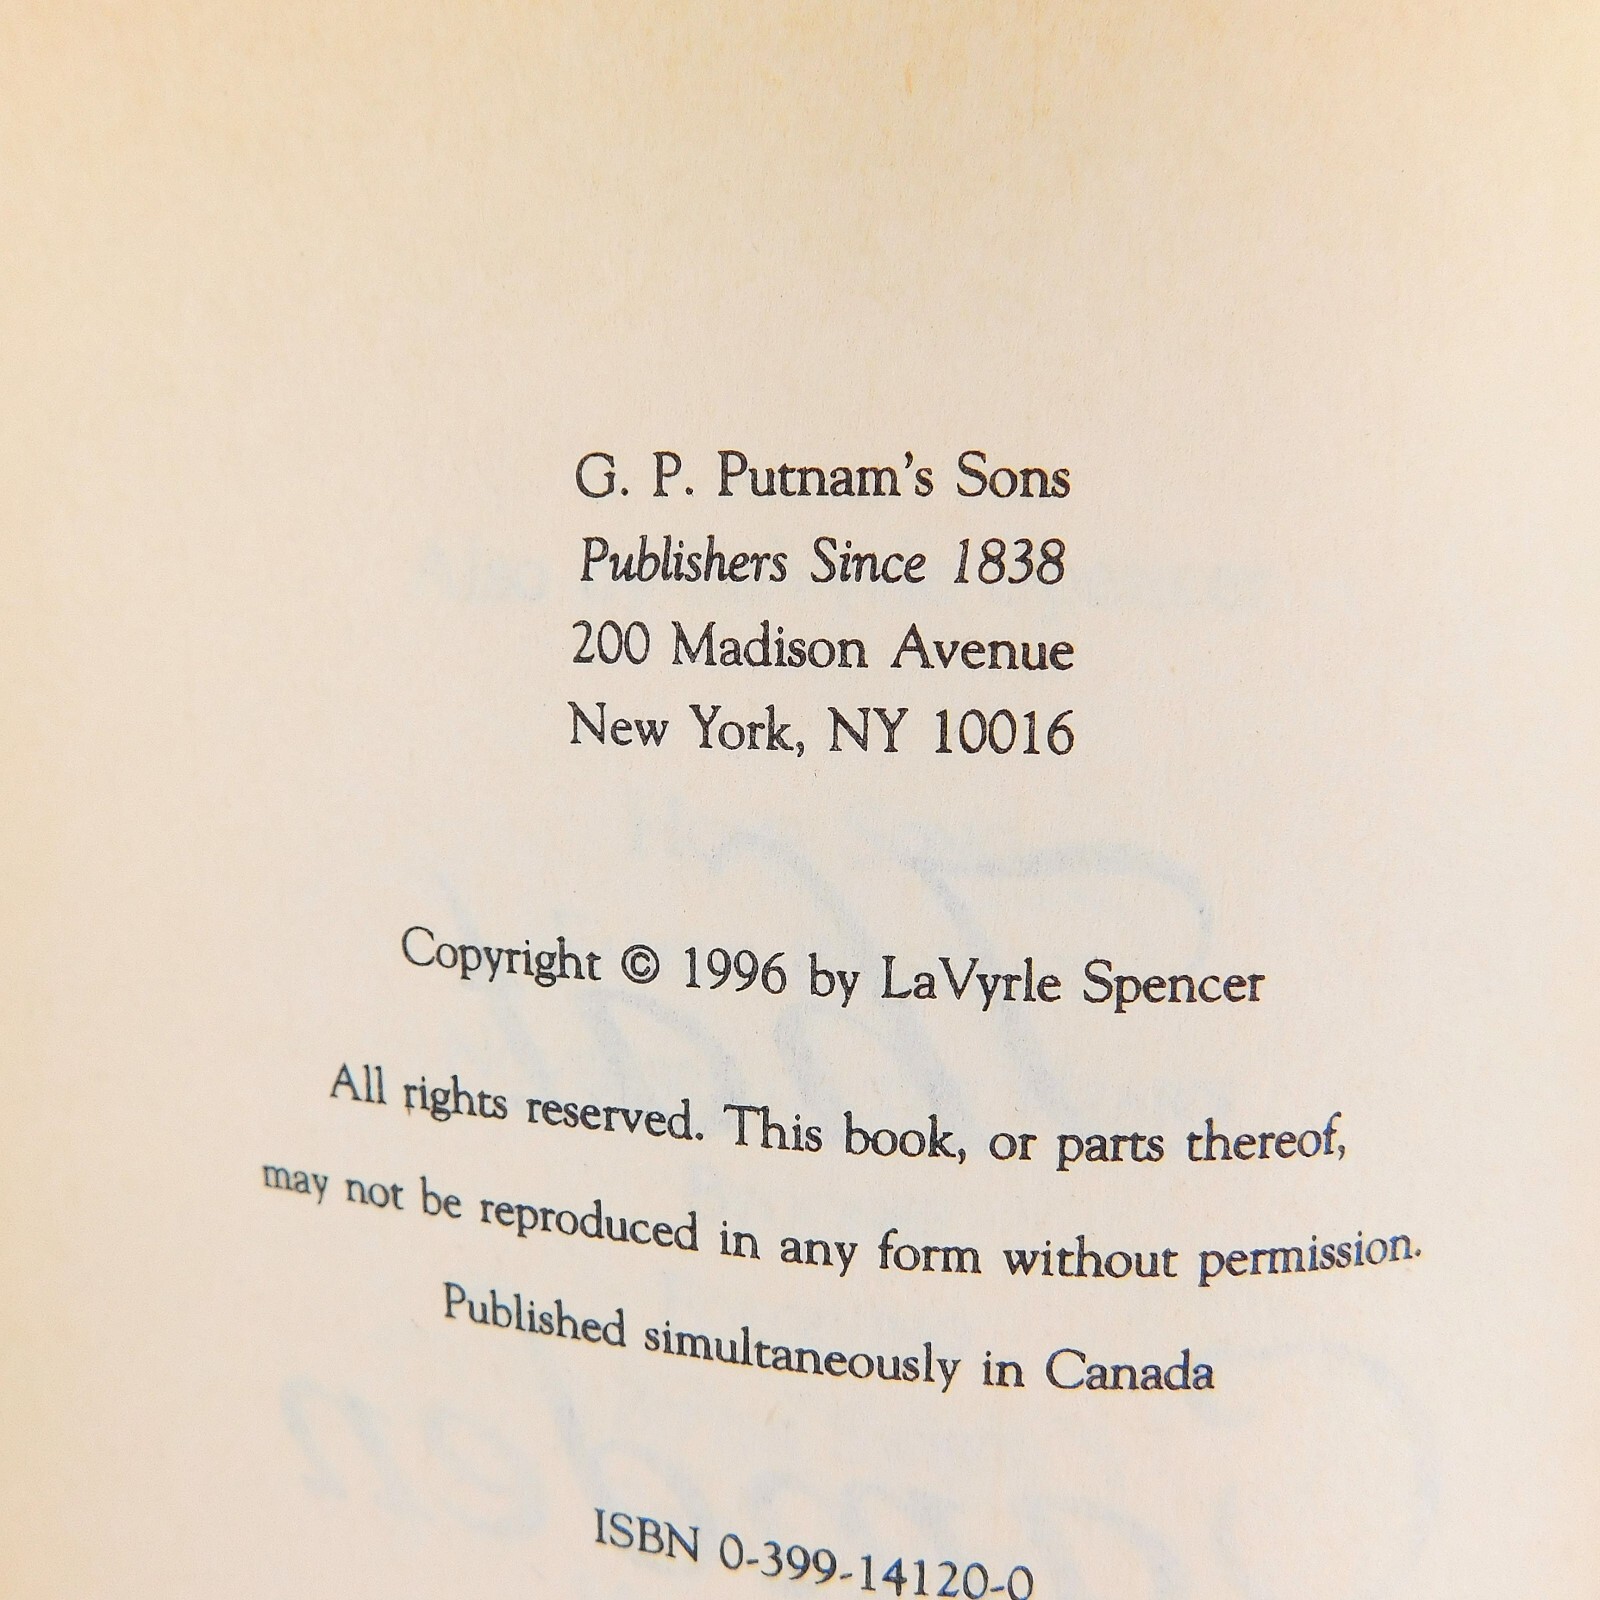 G. P. Putnam's Sons
Publishers Since 1838
200 Madison Avenue
New York, NY 10016
Copyright © 1996 by LaVyrle Spencer
All rights reserved. This book, or parts thereof,
may not be reproduced in any form without permission.
Published simultaneously in Canada
ISBN 0-399-14120-0